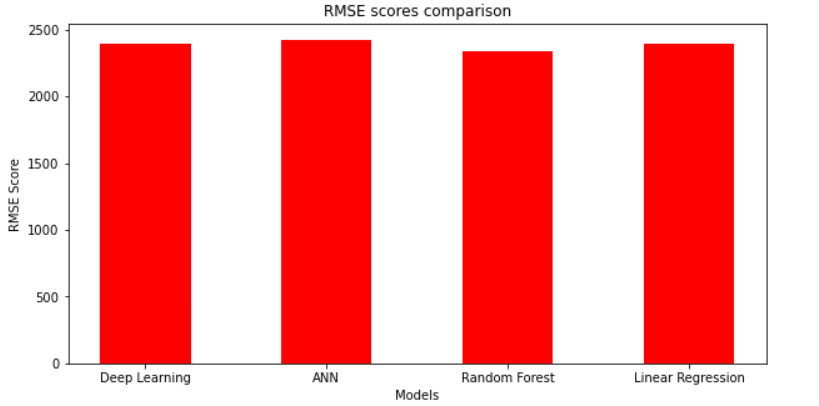 RMSE scores comparison
2500
2000
1500
1000
500
0
RMSE Score
Deep Learning
ANN
Random Forest
Linear Regression
Models